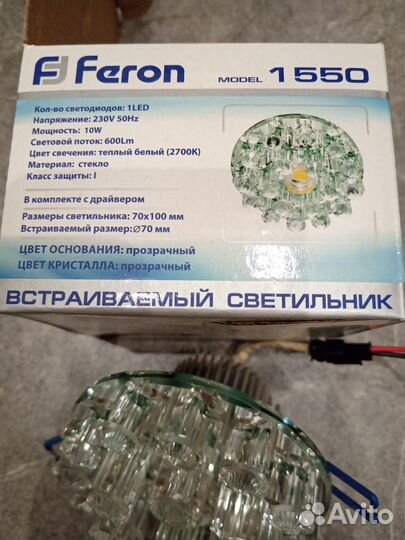 Feron MODEL 1550
Кол-во светодиодов: 1LED
Напряжение: 230V 50Hz
Мощность: 10W
Световой поток: 600Lm
Цвет свечения: теплый белый (2700K)
Материал: стекло
Класс защиты: I
В комплекте с драйвером
Размеры светильника: 70x100 мм
Встраиваемый размер:∅70 мм
ЦВЕТ ОСНОВАНИЯ: прозрачный
ЦВЕТ КРИСТАЛЛА: прозрачный
ВСТРАИВАЕМЫЙ СВЕТИЛЬНИК
Avito